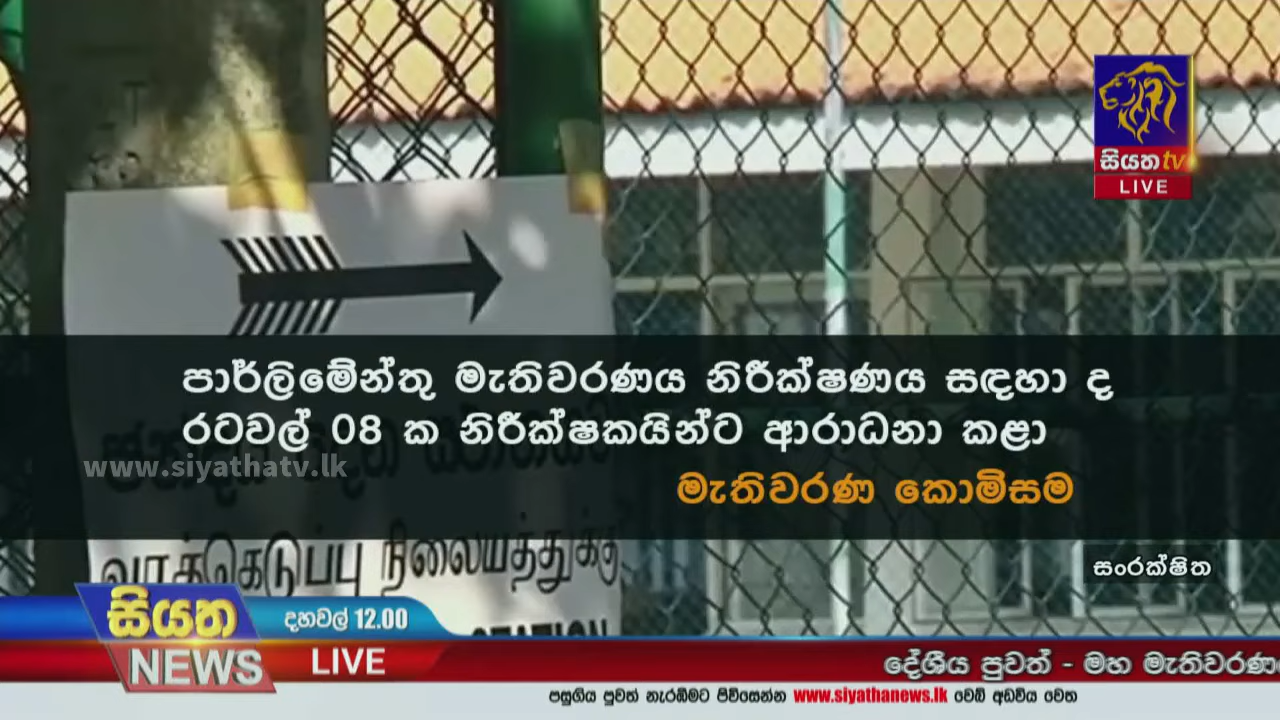 සියත tv
LIVE
පාර්ලිමේන්තු මැතිවරණය නිරීක්ෂණය සඳහා ද
රටවල් 08 ක නිරීක්ෂකයින්ට ආරාධනා කළා
www.siyathatv.lk
මැතිවරණ කොමිසම
வாக்கெடுப்பு நிலையத்துக்கு
සංරක්ෂිත
සියත
NEWS
දහවල් 12.00
LIVE
STATION
දේශීය පුවත් - මහ මැතිවරණ
පසුගිය පුවත් නැරඹීමට පිවිසෙන්න www.siyathanews.lk වෙබ් අඩවිය වෙත